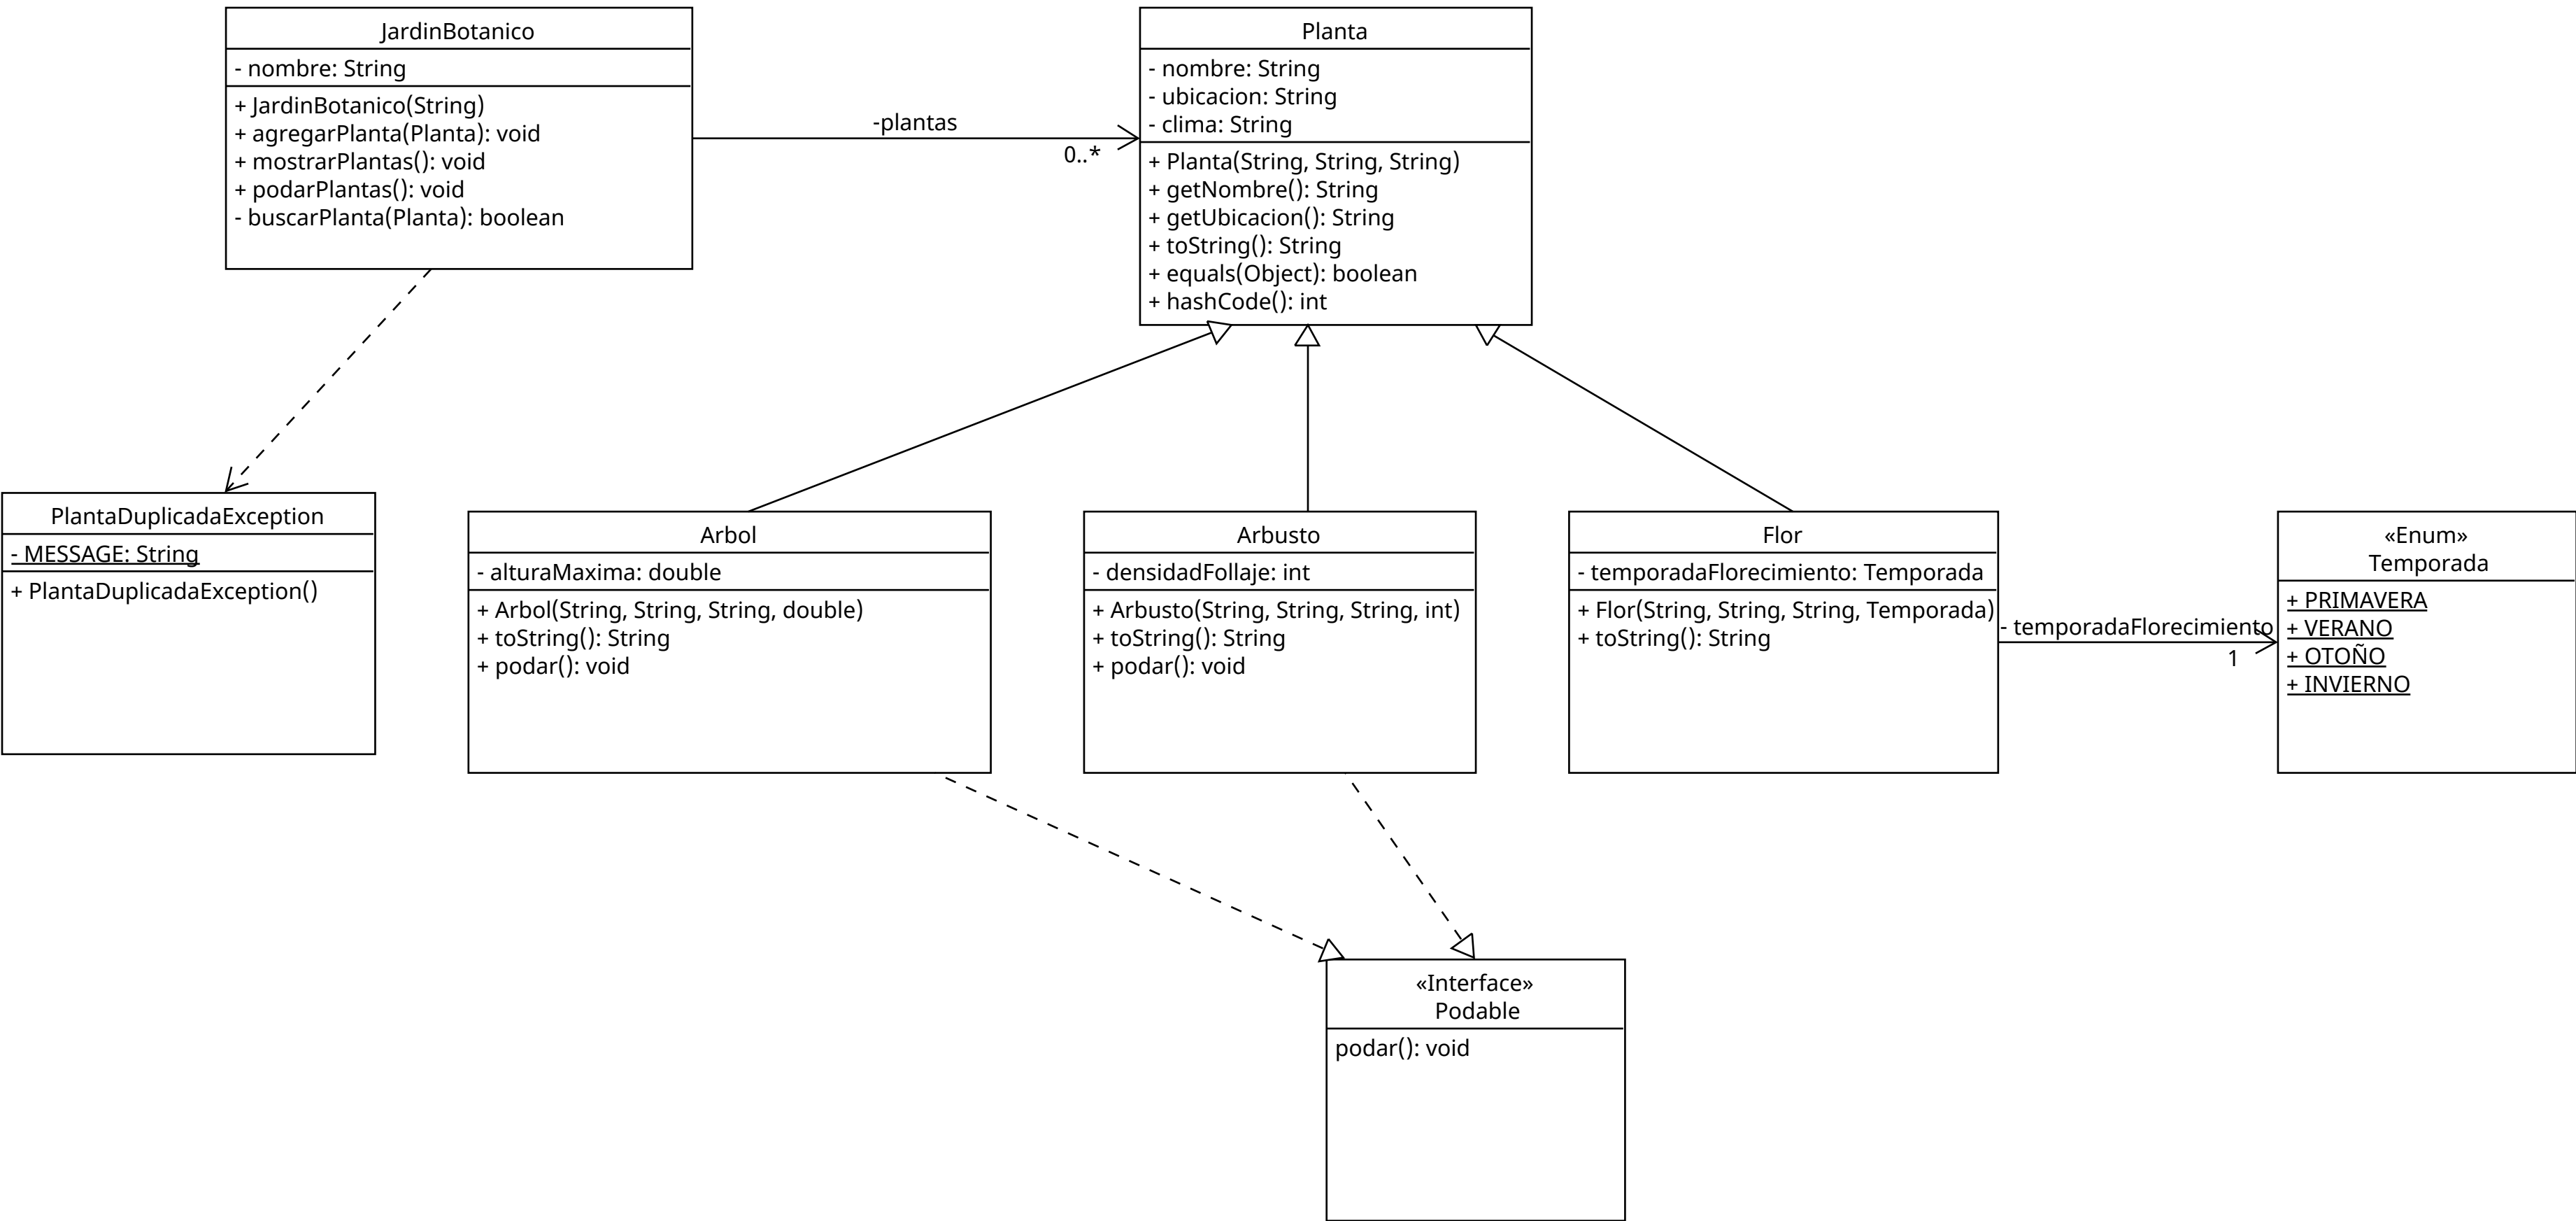 JardinBotanico
- nombre: String
+ JardinBotanico(String)
+ agregarPlanta(Planta): void
+ mostrarPlantas(): void
+ podarPlantas(): void
- buscarPlanta(Planta): boolean
-plantas
0..*
Planta
- nombre: String
- ubicacion: String
- clima: String
+ Planta(String, String, String)
+ getNombre(): String
+ getUbicacion(): String
+ toString(): String
+ equals(Object): boolean
+ hashCode(): int
PlantaDuplicadaException
- MESSAGE: String
+ PlantaDuplicadaException()
Arbol
- alturaMaxima: double
+ Arbol(String, String, String, double)
+ toString(): String
+ podar(): void
Arbusto
- densidadFollaje: int
+ Arbusto(String, String, String, int)
+ toString(): String
+ podar(): void
Flor
- temporadaFlorecimiento: Temporada
+ Flor(String, String, String, Temporada)
+ toString(): String
- temporadaFlorecimiento
1
«Enum»
Temporada
+ PRIMAVERA
+ VERANO
+ OTOÑO
+ INVIERNO
«Interface»
Podable
podar(): void